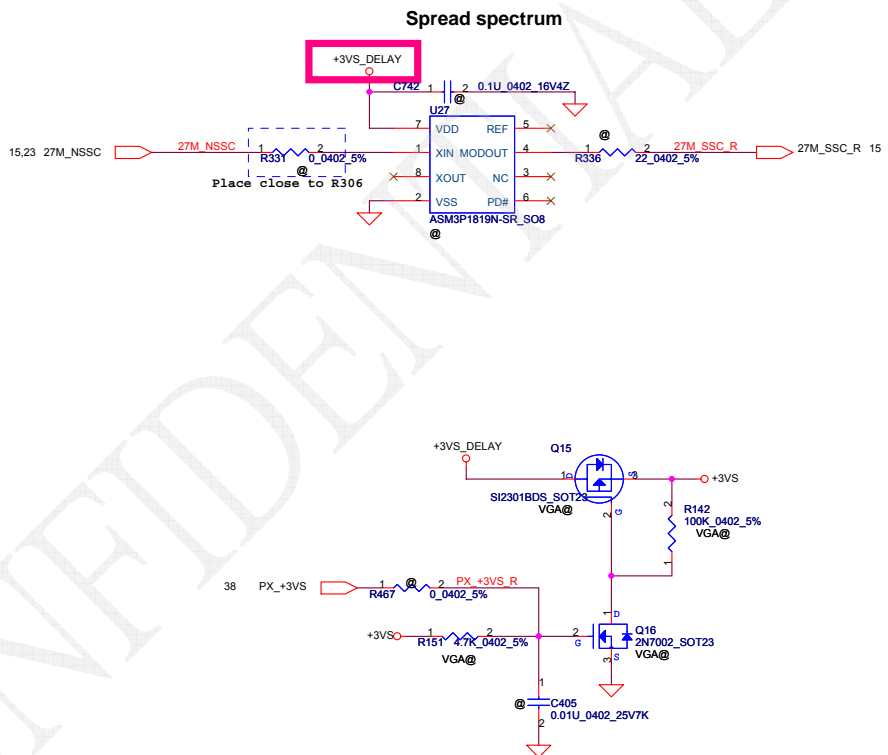 Spread spectrum
+3VS_DELAY
C742 1 2 0.1U_0402_16V4Z
@
U27
7 VDD REF 5
15,23 27M_NSSC 27M_NSSC 1 2 1 XIN MODOUT 4 1 2 27M_SSC_R 27M_SSC_R 15
@
R331 0_0402_5% R336 22_0402_5%
@
8 XOUT NC 3
Place close to R306
2 VSS PD# 6
ASM3P1819N-SR_SO8
@
+3VS_DELAY
Q15
1 D S 3 +3VS
SI2301BDS_SOT23
VGA@
2 G
2
R142
100K_0402_5%
VGA@
1
38 PX_+3VS 1 @ 2 PX_+3VS_R
R467 0_0402_5%
1 D
Q16
2N7002_SOT23
VGA@
+3VS 1 2 2 G
R151 4.7K_0402_5%
VGA@
3 S
1
@ C405
0.01U_0402_25V7K
2
CONFIDENTIAL